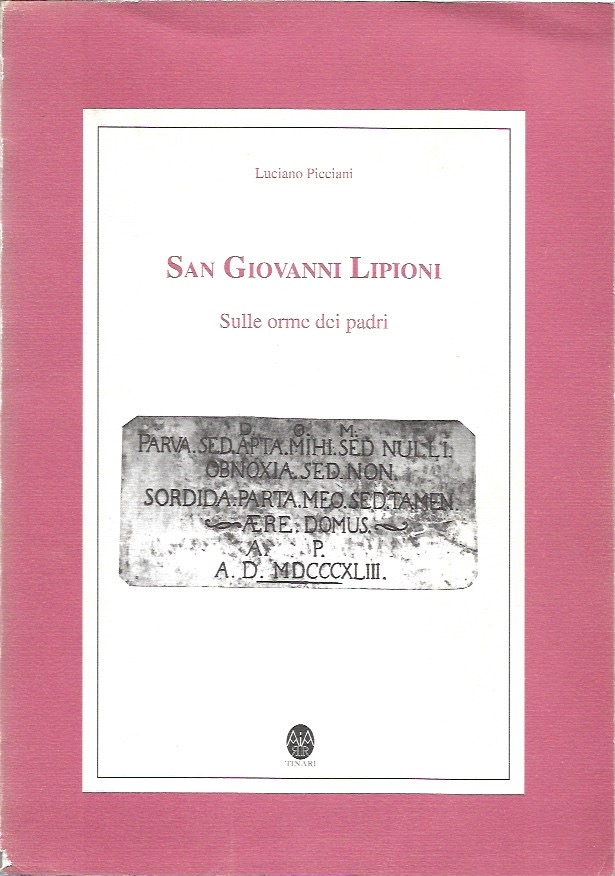 Luciano Picciani
SAN GIOVANNI LIPIONI
Sulle orme dei padri
D. O. M.
PARVA.SED.APTA.MIHI.SED NULLI.
OBNOXIA.SED.NON.
SORDIDA.PARTA.MEO.SED.TAMEN.
ÆRE.DOMUS.
A. P.
A. D. MDCCCXLIII.
TINARI